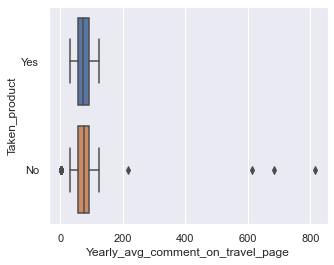 Yes
No
Taken_product
0 200 400 600 800
Yearly_avg_comment_on_travel_page